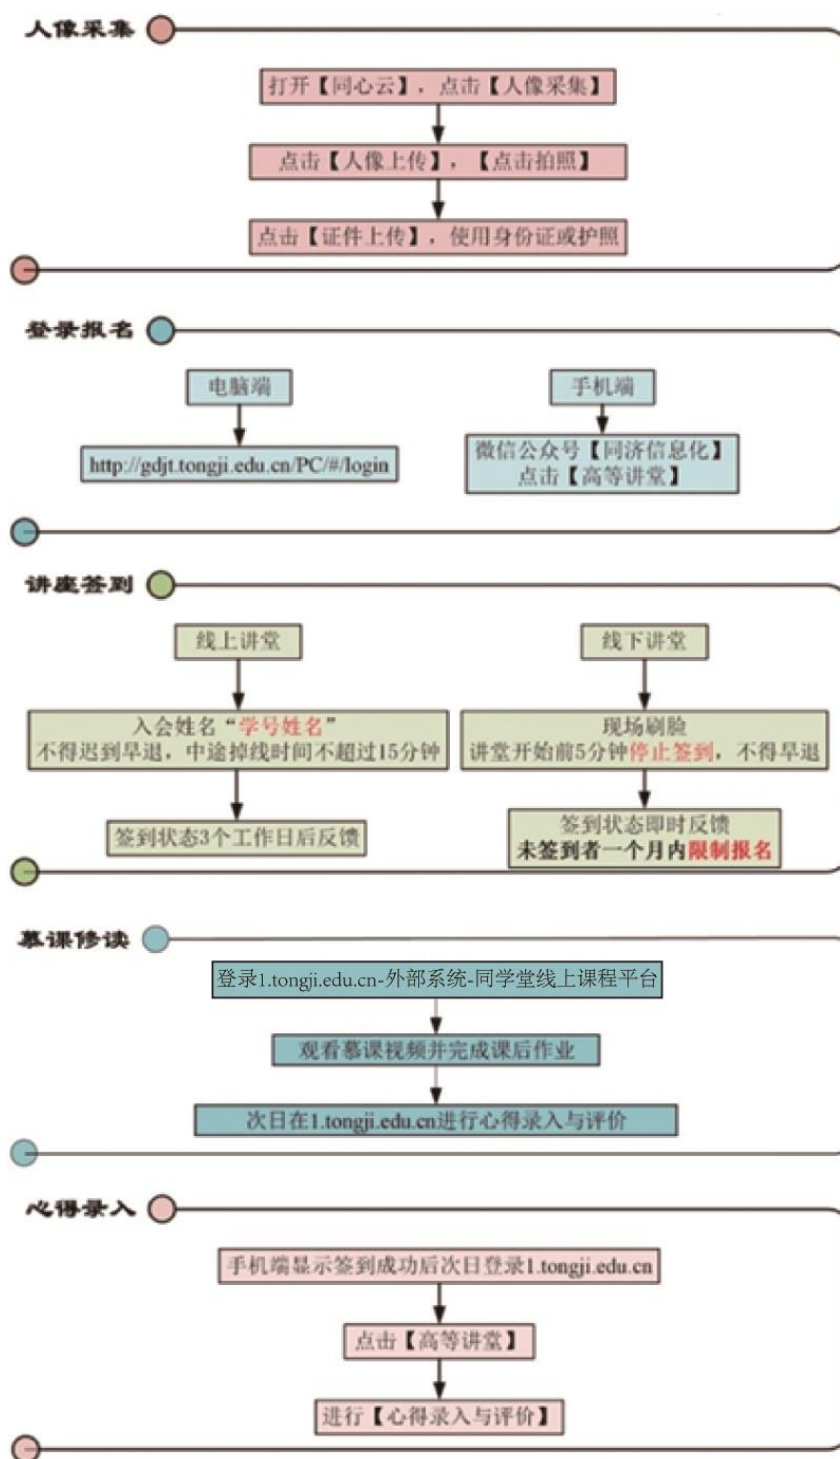 人像采集
打开【同心云】，点击【人像采集】
点击【人像上传】，【点击拍照】
点击【证件上传】，使用身份证或护照
登录报名
电脑端
http://gdjt.tongji.edu.cn/PC/#/login
手机端
微信公众号【同济信息化】
点击【高等讲堂】
讲座签到
线上讲堂
入会姓名“学号姓名”
不得迟到早退，中途掉线时间不超过15分钟
签到状态3个工作日后反馈
线下讲堂
现场刷脸
讲堂开始前5分钟停止签到，不得早退
签到状态即时反馈
未签到者一个月内限制报名
慕课修读
登录1.tongji.edu.cn-外部系统-同学堂线上课程平台
观看慕课视频并完成课后作业
次日在1.tongji.edu.cn进行心得录入与评价
心得录入
手机端显示签到成功后次日登录1.tongji.edu.cn
点击【高等讲堂】
进行【心得录入与评价】